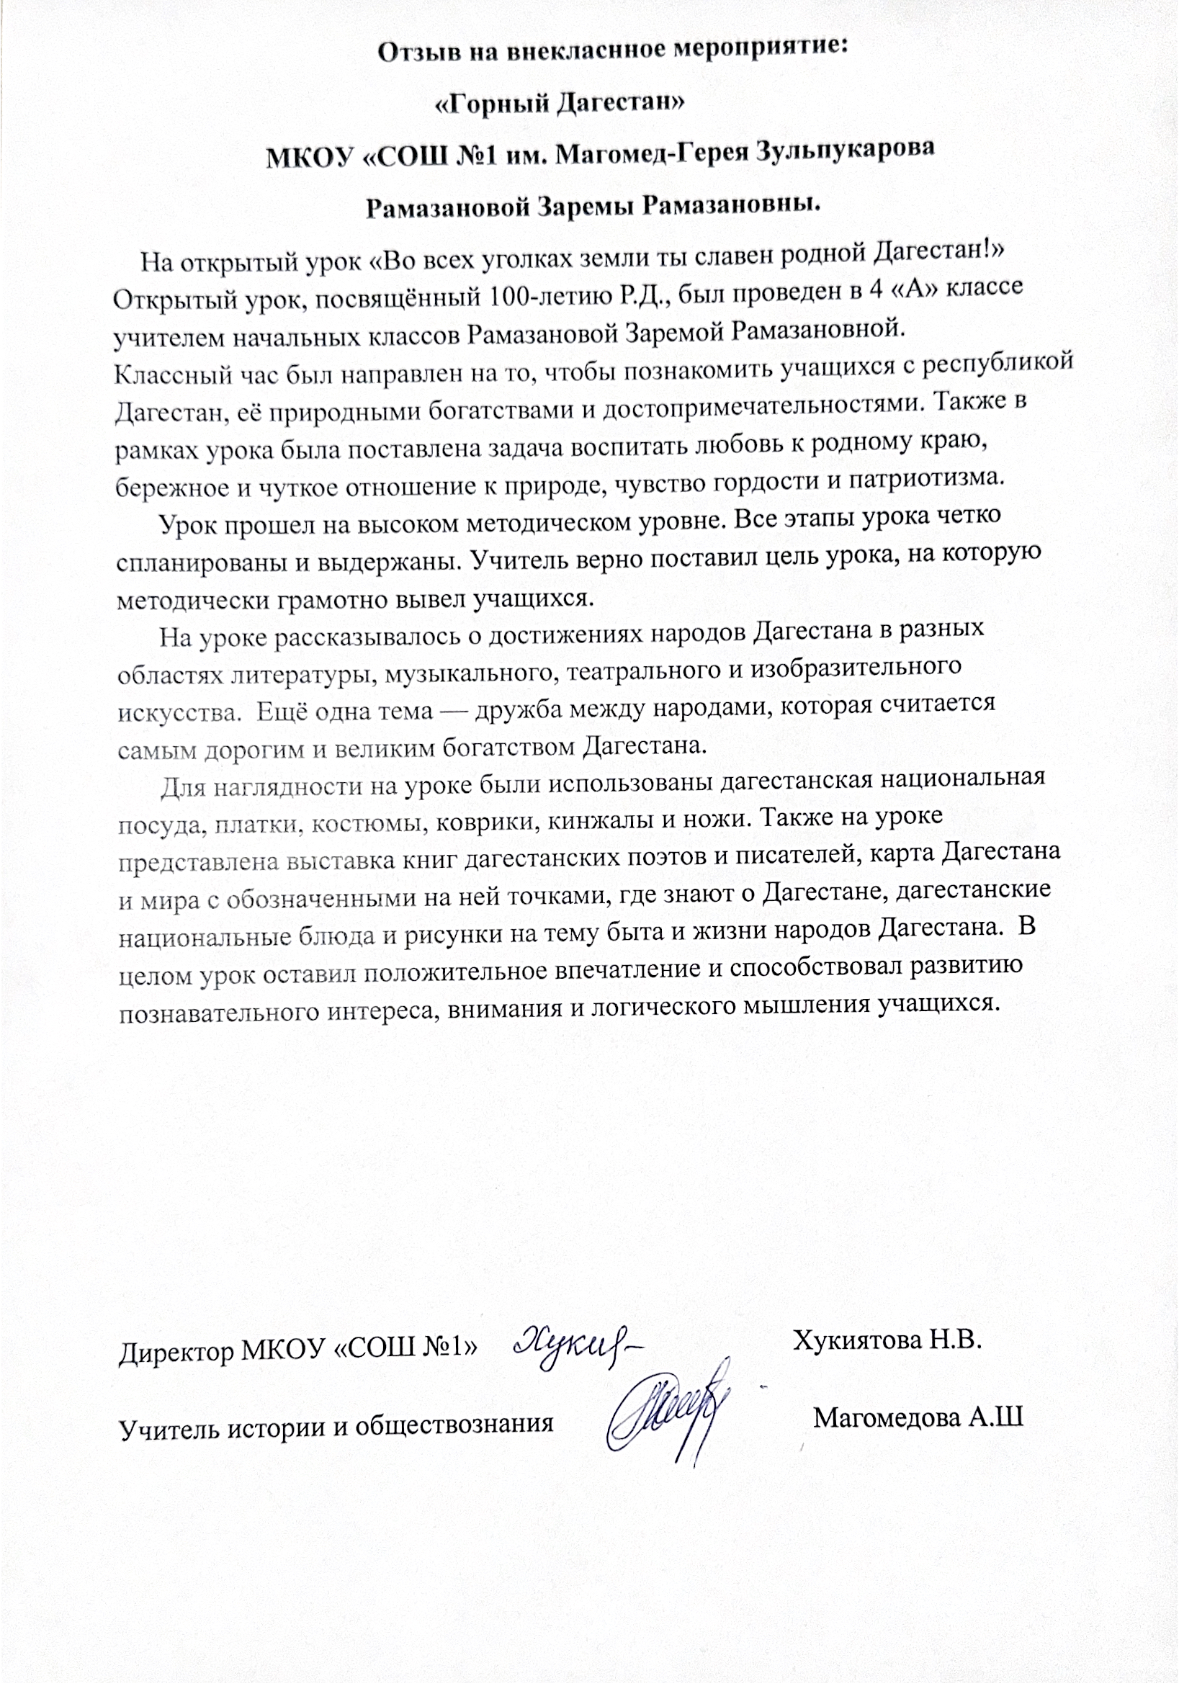 Отзыв на внекласнное мероприятие:
«Горный Дагестан»
МКОУ «СОШ №1 им. Магомед-Герея Зульпукарова
Рамазановой Заремы Рамазановны.
На открытый урок «Во всех уголках земли ты славен родной Дагестан!»
Открытый урок, посвящённый 100-летию Р.Д., был проведен в 4 «А» классе
учителем начальных классов Рамазановой Заремой Рамазановной.
Классный час был направлен на то, чтобы познакомить учащихся с республикой
Дагестан, её природными богатствами и достопримечательностями. Также в
рамках урока была поставлена задача воспитать любовь к родному краю,
бережное и чуткое отношение к природе, чувство гордости и патриотизма.
Урок прошел на высоком методическом уровне. Все этапы урока четко
спланированы и выдержаны. Учитель верно поставил цель урока, на которую
методически грамотно вывел учащихся.
На уроке рассказывалось о достижениях народов Дагестана в разных
областях литературы, музыкального, театрального и изобразительного
искусства. Ещё одна тема — дружба между народами, которая считается
самым дорогим и великим богатством Дагестана.
Для наглядности на уроке были использованы дагестанская национальная
посуда, платки, костюмы, коврики, кинжалы и ножи. Также на уроке
представлена выставка книг дагестанских поэтов и писателей, карта Дагестана
и мира с обозначенными на ней точками, где знают о Дагестане, дагестанские
национальные блюда и рисунки на тему быта и жизни народов Дагестана. В
целом урок оставил положительное впечатление и способствовал развитию
познавательного интереса, внимания и логического мышления учащихся.
Директор МКОУ «СОШ №1» Хукиятова Н.В.
Учитель истории и обществознания Магомедова А.Ш